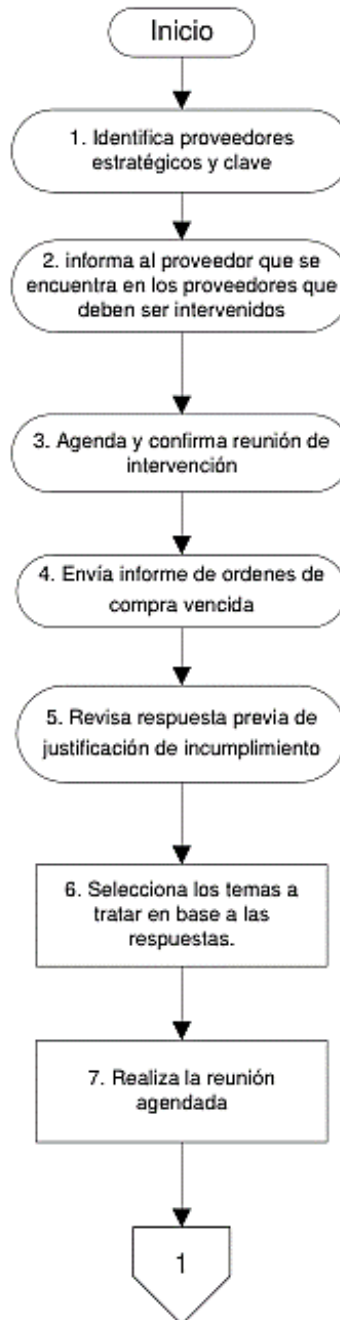 Inicio
1. Identifica proveedores
estratégicos y clave
2. informa al proveedor que se
encuentra en los proveedores que
deben ser intervenidos
3. Agenda y confirma reunión de
intervención
4. Envía informe de ordenes de
compra vencida
5. Revisa respuesta previa de
justificación de incumplimiento
6. Selecciona los temas a
tratar en base a las
respuestas.
7. Realiza la reunión
agendada
1